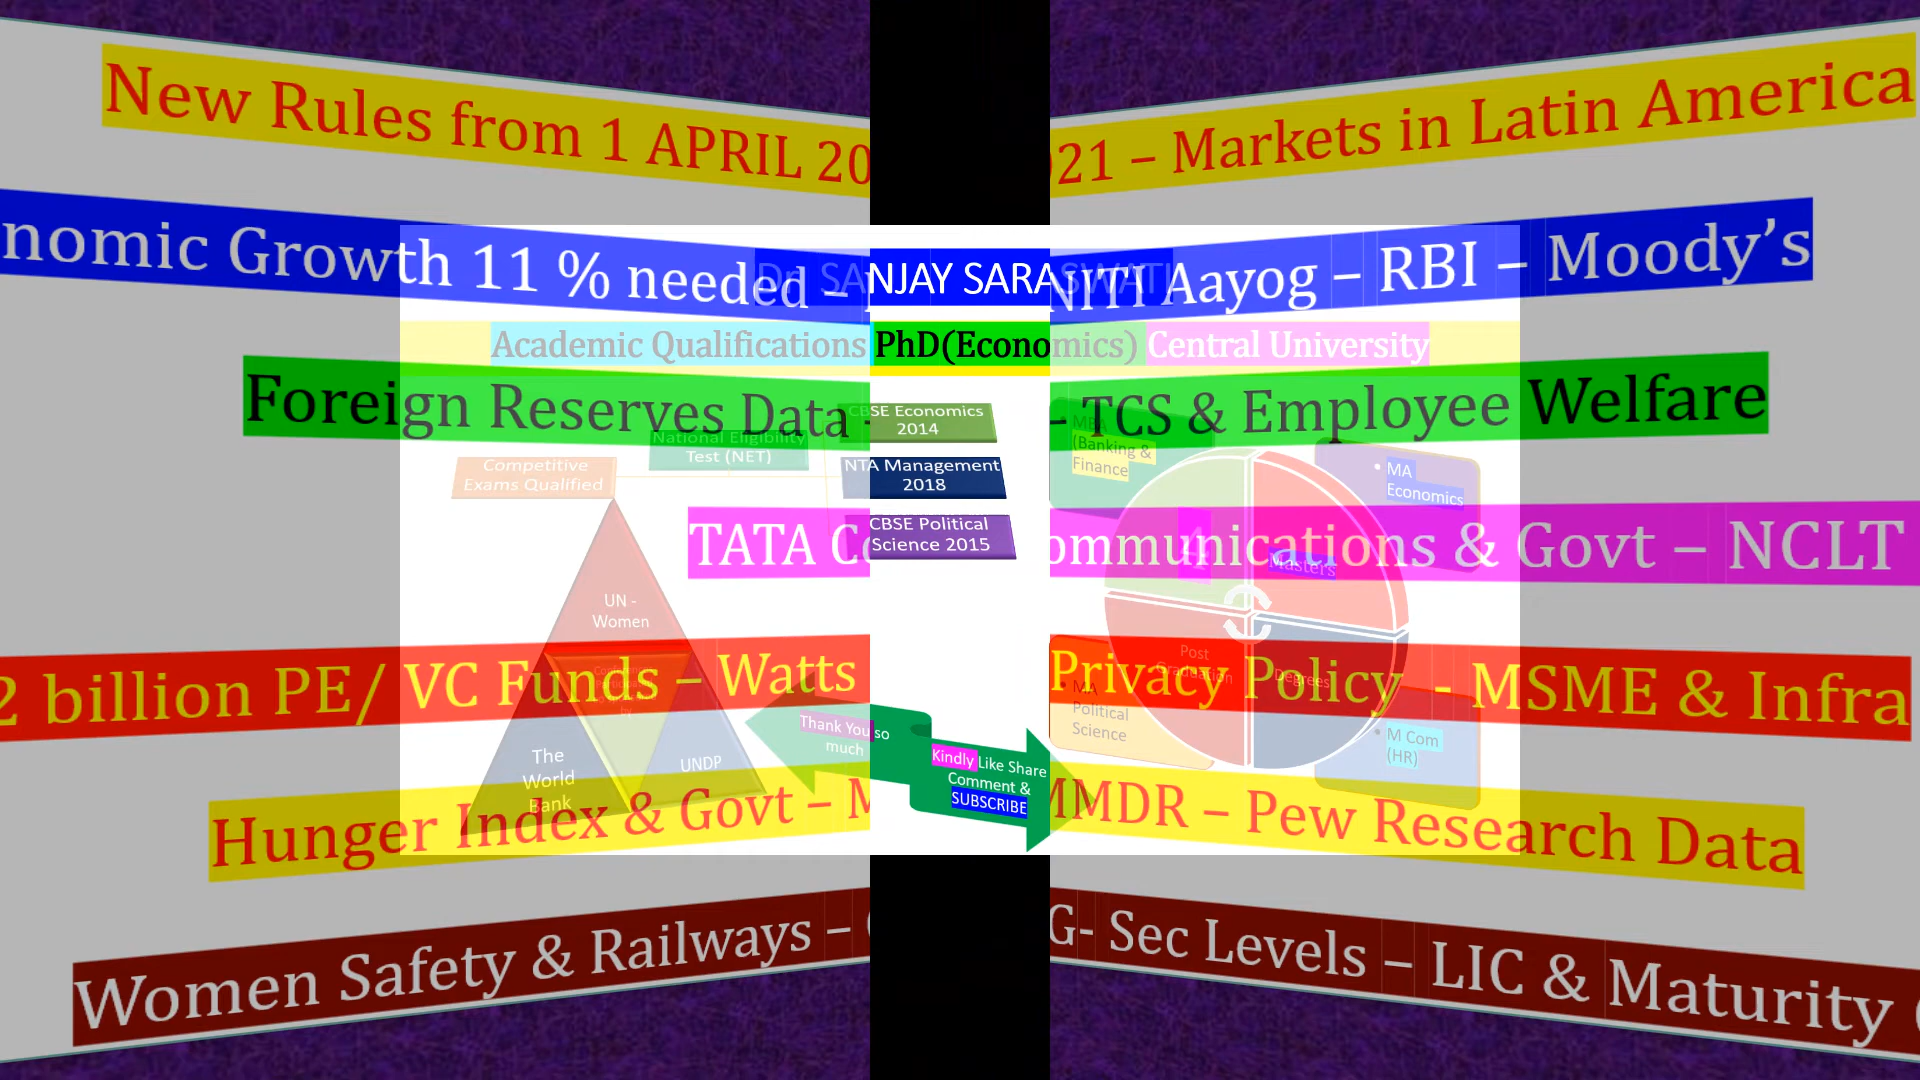 New Rules from 1 APRIL 2021 – Markets in Latin America
nomic Growth 11 % needed – NITI Aayog – RBI – Moody’s
Dr SANJAY SARASWATI
Academic Qualifications PhD(Economics) Central University
Foreign Reserves Data – TCS & Employee Welfare
CBSE Economics
2014
National Eligibility
Test (NET)
Competitive
Exams Qualified
NTA Management
2018
CBSE Political
Science 2015
MBA
(Banking &
Finance
• MA
Economics
TATA Communications & Govt – NCLT
4
Masters
UN -
Women
2 billion PE/ VC Funds – Watts
Privacy Policy - MSME & Infra
Post
Graduation
Degrees
MA
Political
Science
• M Com
(HR)
The
World
Bank
UNDP
Thank You so
much
Kindly Like Share
Comment &
SUBSCRIBE
Hunger Index & Govt – MMDR – Pew Research Data
Women Safety & Railways – G- Sec Levels – LIC & Maturity